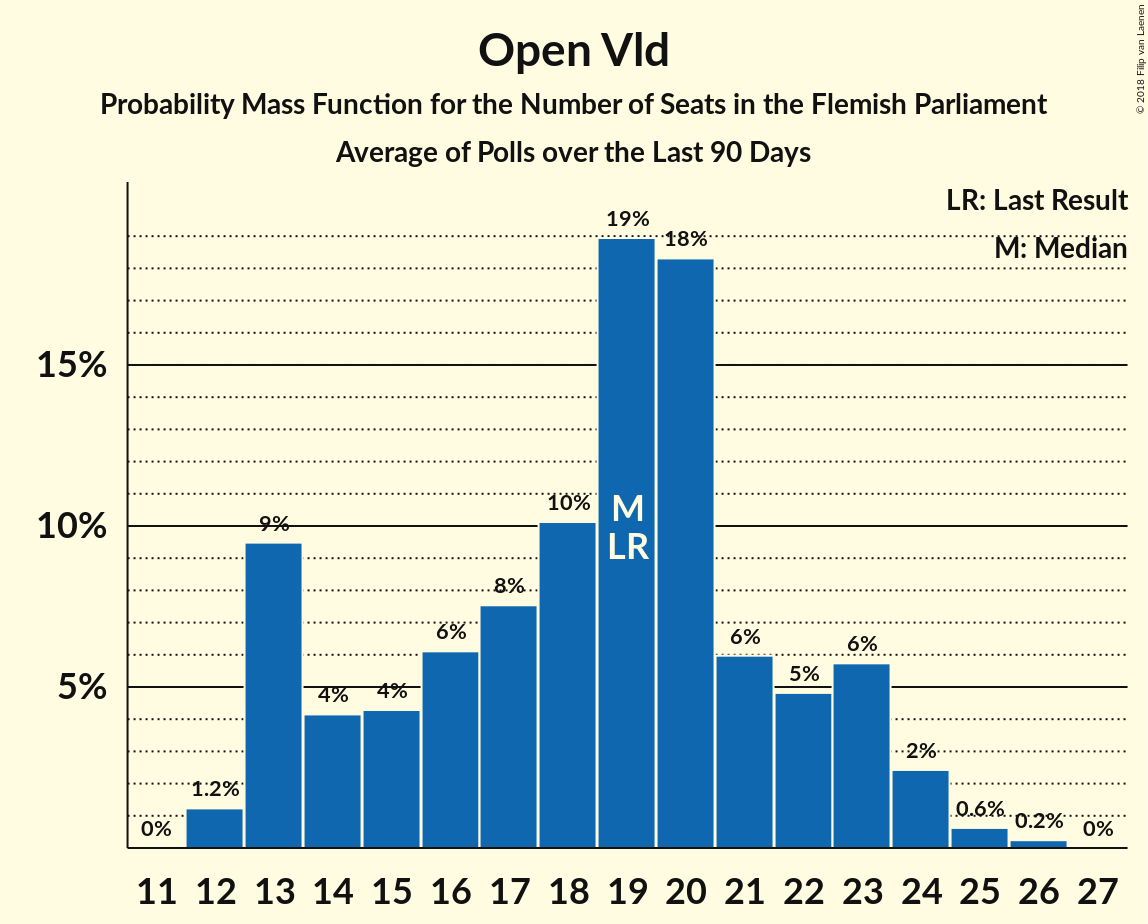 Open Vld
Probability Mass Function for the Number of Seats in the Flemish Parliament
Average of Polls over the Last 90 Days
© 2018 Filip van Laenen
LR: Last Result
M: Median
15%
10%
5%
0%
1.2%
9%
4%
4%
6%
8%
10%
19%
18%
6%
5%
6%
2%
0.6%
0.2%
0%
M
LR
11 12 13 14 15 16 17 18 19 20 21 22 23 24 25 26 27